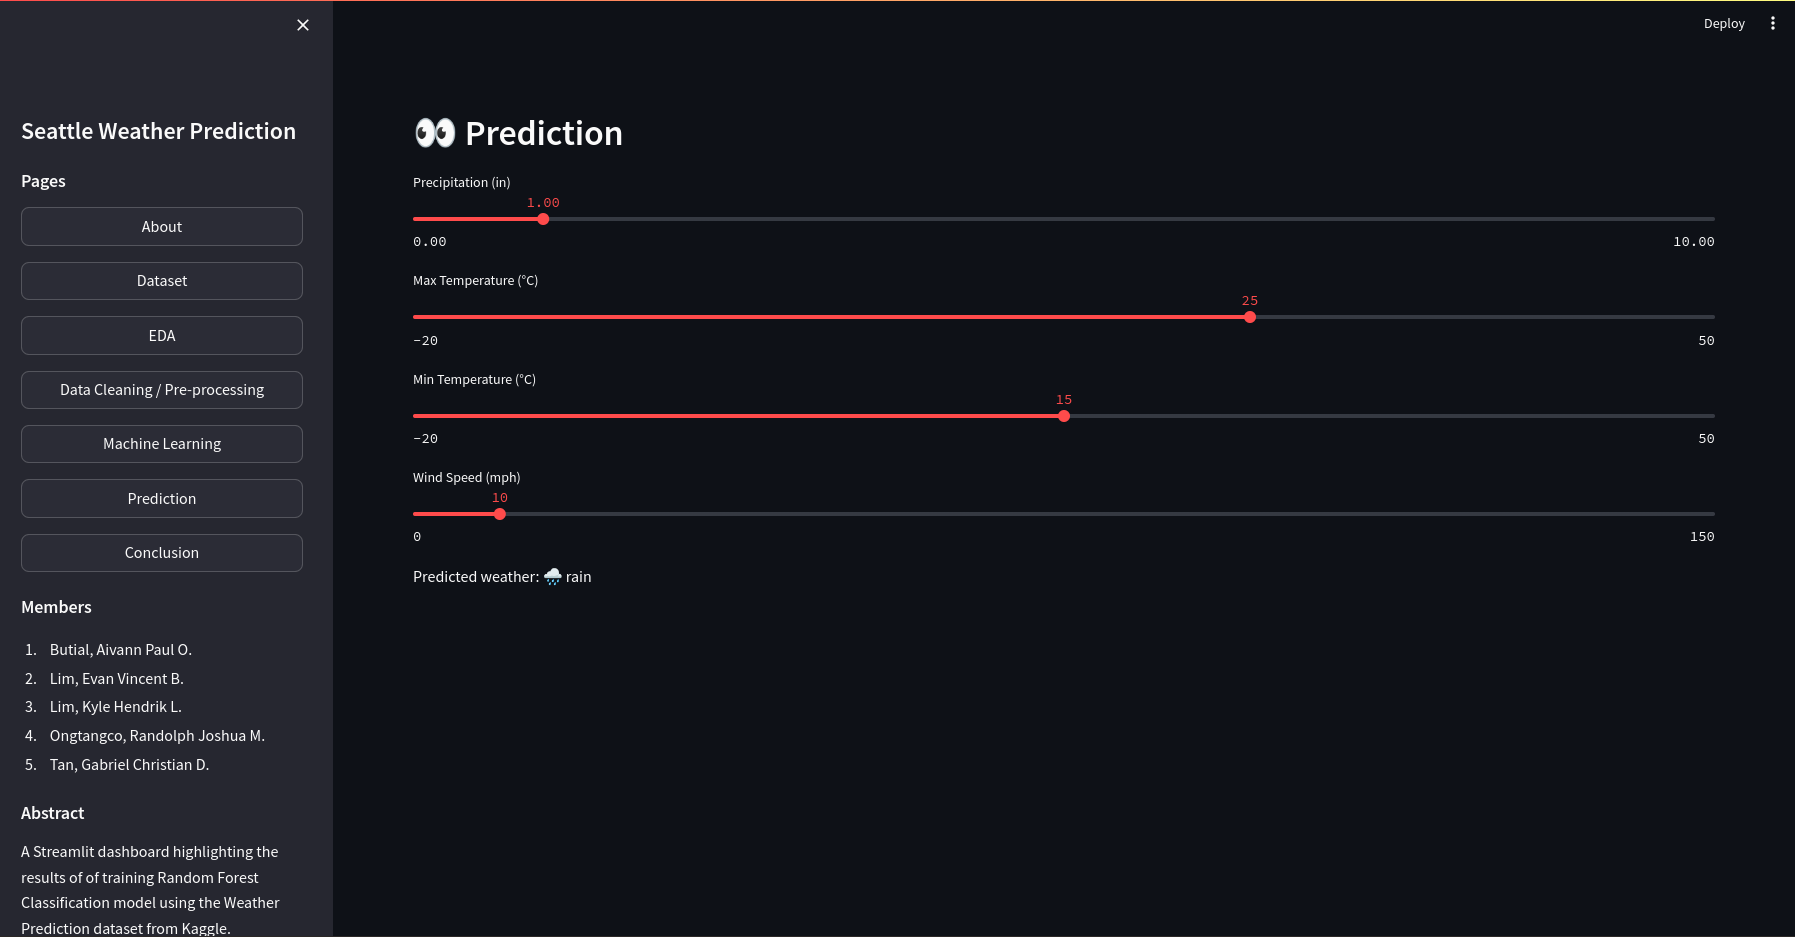 Deploy
Seattle Weather Prediction
Pages
About
Dataset
EDA
Data Cleaning / Pre-processing
Machine Learning
Prediction
Conclusion
Members
1. Butial, Aivann Paul O.
2. Lim, Evan Vincent B.
3. Lim, Kyle Hendrik L.
4. Ongtangco, Randolph Joshua M.
5. Tan, Gabriel Christian D.
Abstract
A Streamlit dashboard highlighting the
results of of training Random Forest
Classification model using the Weather
Prediction dataset from Kaggle.
👀 Prediction
Precipitation (in)
1.00
0.00 10.00
Max Temperature (°C)
25
-20 50
Min Temperature (°C)
15
-20 50
Wind Speed (mph)
10
0 150
Predicted weather: 🌧️ rain